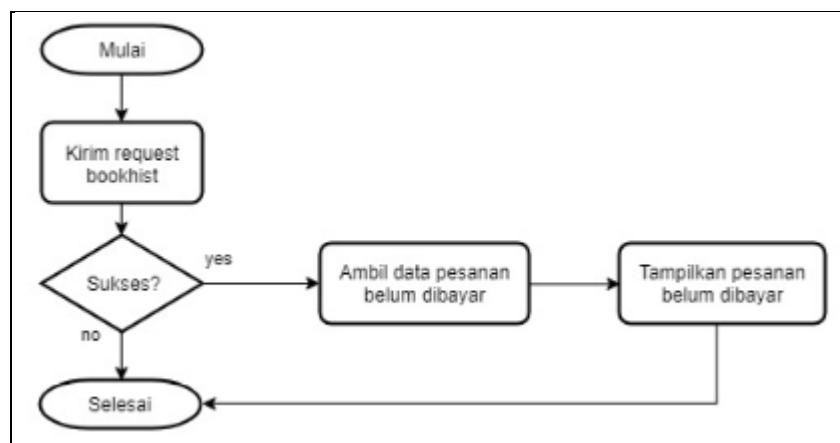 Mulai
Kirim request
bookhist
Sukses?
yes
Ambil data pesanan
belum dibayar
Tampilkan pesanan
belum dibayar
no
Selesai